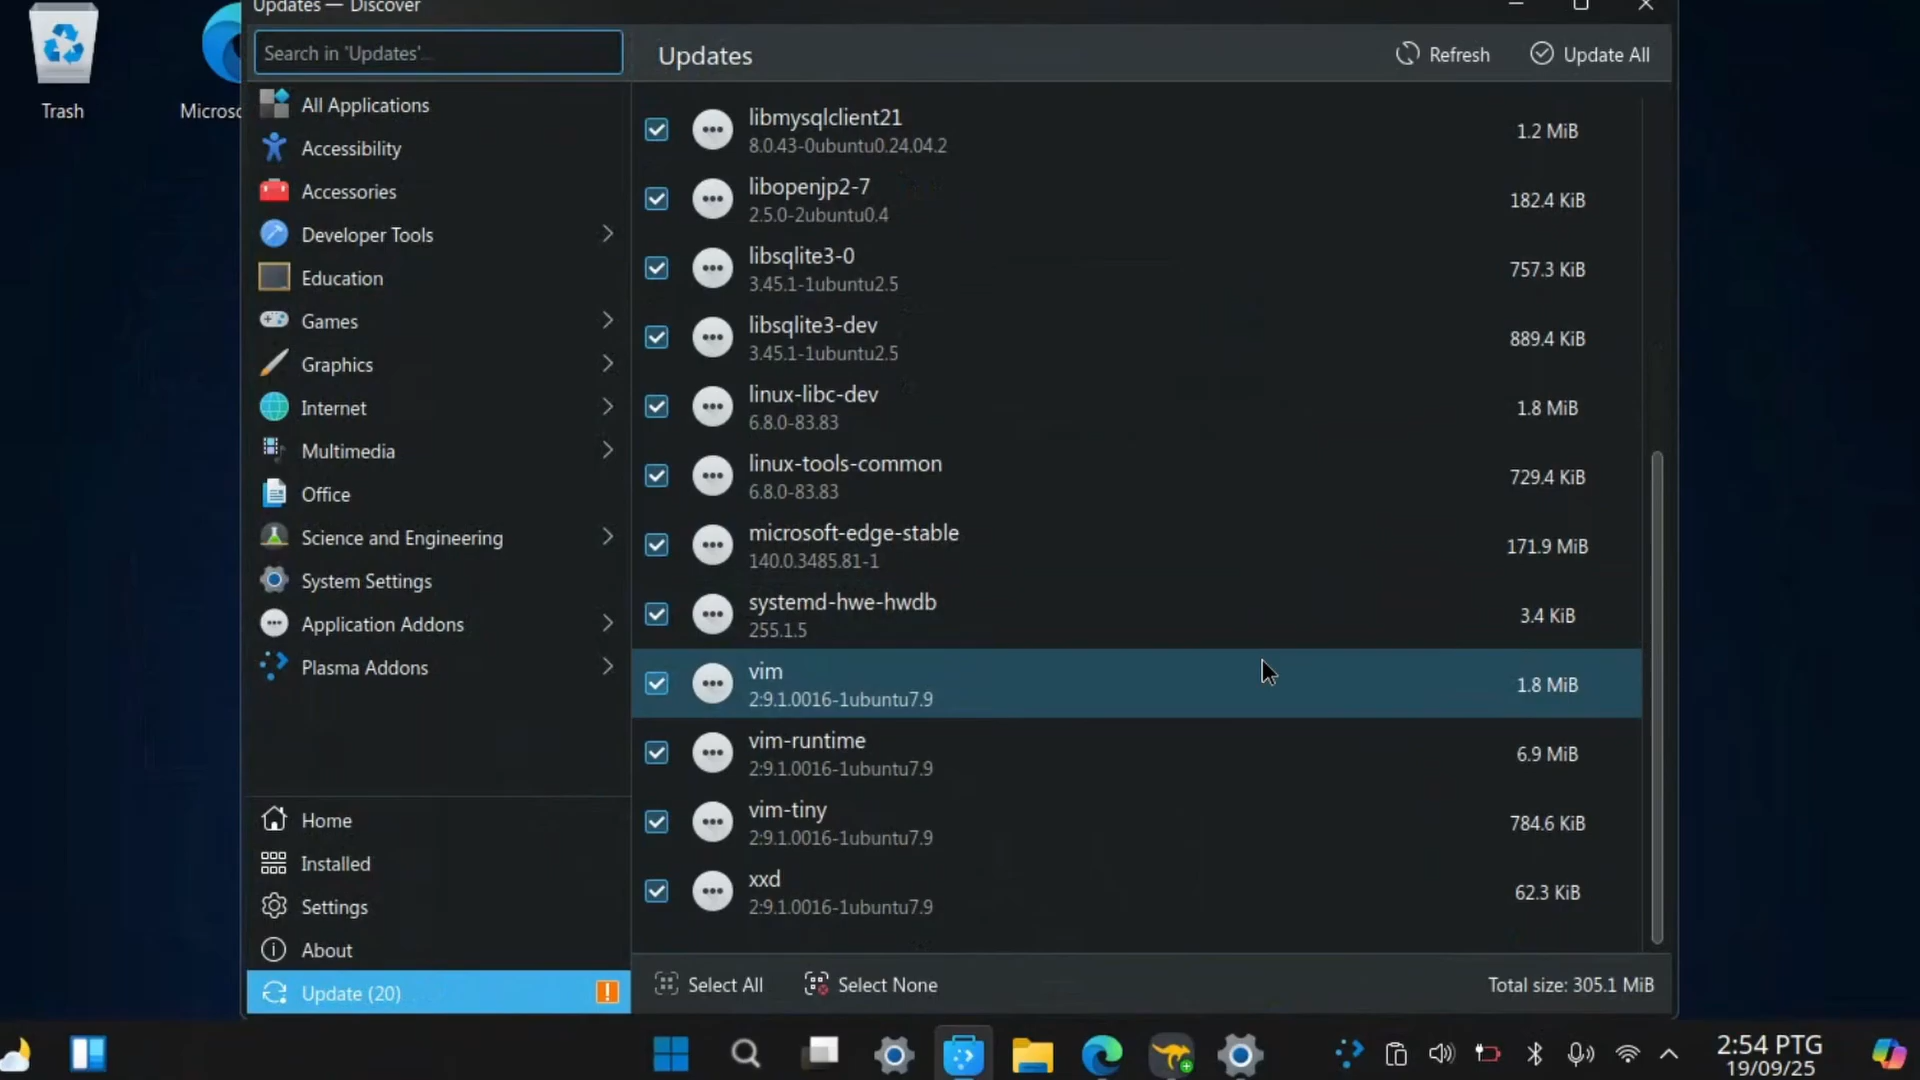 Updates — Discover
Search in 'Updates'
Updates
Refresh
Update All
Trash
Microso
All Applications
Accessibility
Accessories
Developer Tools
Education
Games
Graphics
Internet
Multimedia
Office
Science and Engineering
System Settings
Application Addons
Plasma Addons
Home
Installed
Settings
About
Update (20)
libmysqlclient21
8.0.43-0ubuntu0.24.04.2
1.2 MiB
libopenjp2-7
2.5.0-2ubuntu0.4
182.4 KiB
libsqlite3-0
3.45.1-1ubuntu2.5
757.3 KiB
libsqlite3-dev
3.45.1-1ubuntu2.5
889.4 KiB
linux-libc-dev
6.8.0-83.83
1.8 MiB
linux-tools-common
6.8.0-83.83
729.4 KiB
microsoft-edge-stable
140.0.3485.81-1
171.9 MiB
systemd-hwe-hwdb
255.1.5
3.4 KiB
vim
2:9.1.0016-1ubuntu7.9
1.8 MiB
vim-runtime
2:9.1.0016-1ubuntu7.9
6.9 MiB
vim-tiny
2:9.1.0016-1ubuntu7.9
784.6 KiB
xxd
2:9.1.0016-1ubuntu7.9
62.3 KiB
Select All
Select None
Total size: 305.1 MiB
2:54 PTG
19/09/25